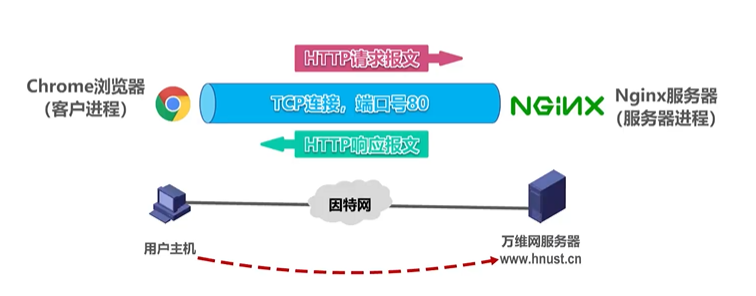 HTTP请求报文
Chrome浏览器
（客户进程）
TCP连接，端口号80
NGINX
Nginx服务器
（服务器进程）
HTTP响应报文
因特网
用户主机
万维网服务器
www.hnust.cn